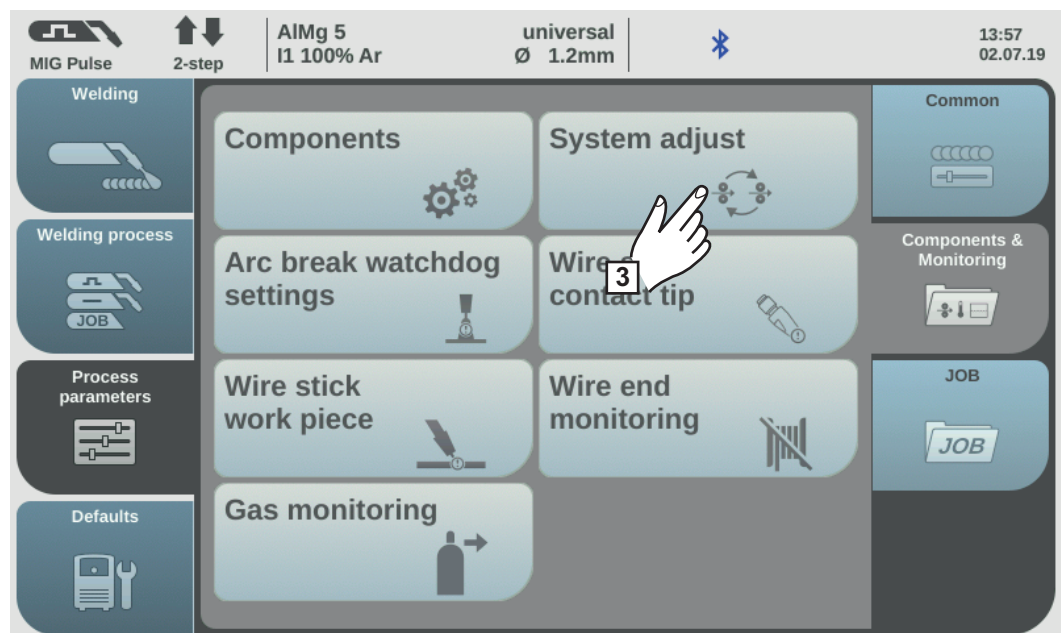 MIG Pulse
2-step
AlMg 5
I1 100% Ar
universal
Ø 1.2mm
13:57
02.07.19
Welding
Welding process
JOB
Process
parameters
Defaults
Components
System adjust
Arc break watchdog
settings
Wire
contact tip
Wire stick
work piece
Wire end
monitoring
Gas monitoring
3
Common
Components &
Monitoring
JOB
JOB